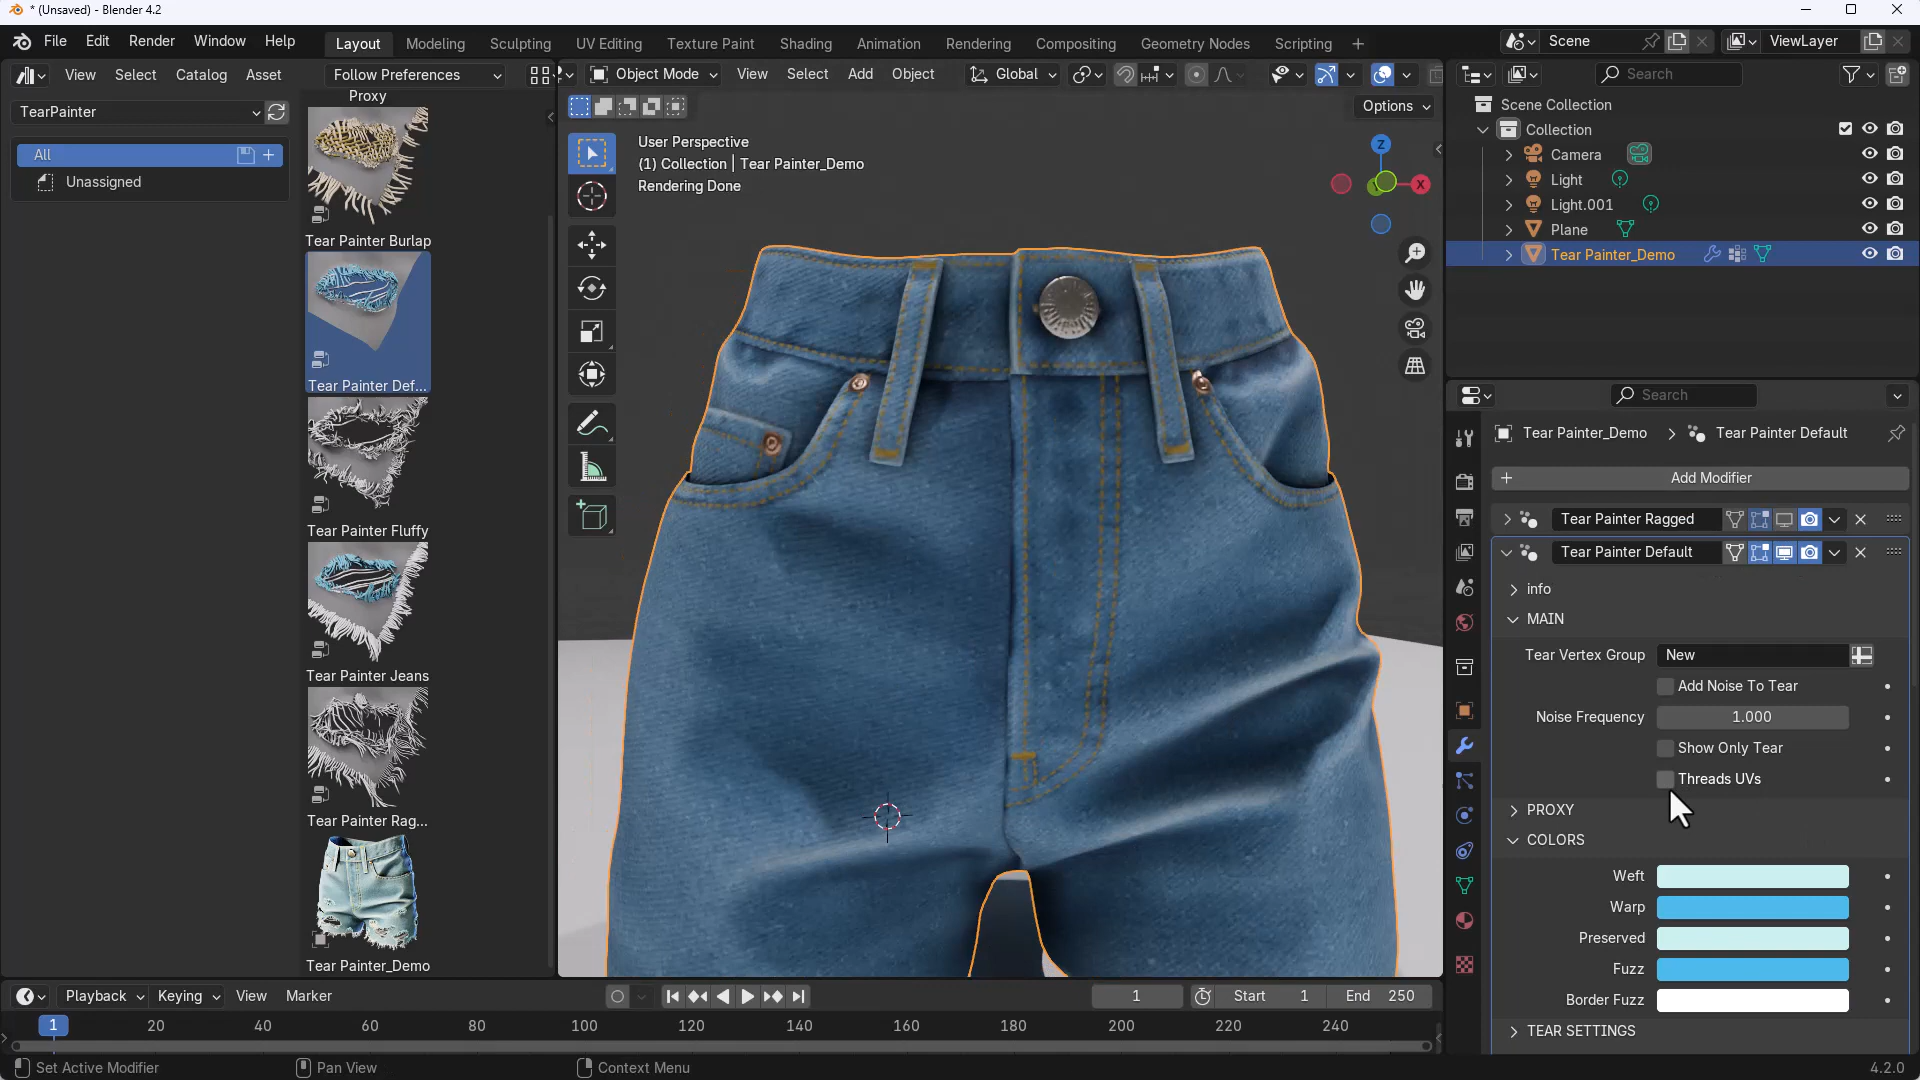 * (Unsaved) - Blender 4.2
File Edit Render Window Help
Layout Modeling Sculpting UV Editing Texture Paint Shading Animation Rendering Compositing Geometry Nodes Scripting +
Scene
ViewLayer
View Select Catalog Asset
Follow Preferences
Object Mode
View Select Add Object
Global
Search
TearPainter
All
Unassigned
Proxy
Tear Painter Burlap
Tear Painter Def...
Tear Painter Fluffy
Tear Painter Jeans
Tear Painter Rag...
Tear Painter_Demo
Options
User Perspective
(1) Collection | Tear Painter_Demo
Rendering Done
Z
X
Scene Collection
Collection
Camera
Light
Light.001
Plane
Tear Painter_Demo
Search
Tear Painter_Demo > Tear Painter Default
Add Modifier
Tear Painter Ragged
Tear Painter Default
info
MAIN
Tear Vertex Group New
Add Noise To Tear
Noise Frequency 1.000
Show Only Tear
Threads UVs
PROXY
COLORS
Weft
Warp
Preserved
Fuzz
Border Fuzz
TEAR SETTINGS
Playback Keying View Marker
1 Start 1 End 250
1 20 40 60 80 100 120 140 160 180 200 220 240
Set Active Modifier Pan View Context Menu 4.2.0